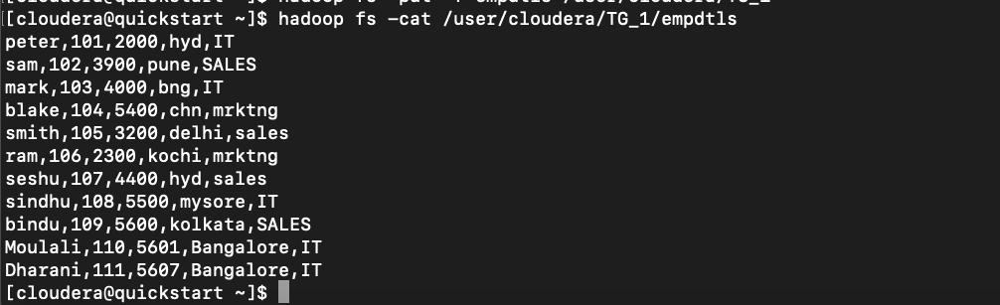 [cloudera@quickstart ~]$ hadoop fs -cat /user/cloudera/TG_1/empdtls
peter,101,2000,hyd,IT
sam,102,3900,pune,SALES
mark,103,4000,bng,IT
blake,104,5400,chn,mrktng
smith,105,3200,delhi,sales
ram,106,2300,kochi,mrktng
seshu,107,4400,hyd,sales
sindhu,108,5500,mysore,IT
bindu,109,5600,kolkata,SALES
Moulali,110,5601,Bangalore,IT
Dharani,111,5607,Bangalore,IT
[cloudera@quickstart ~]$